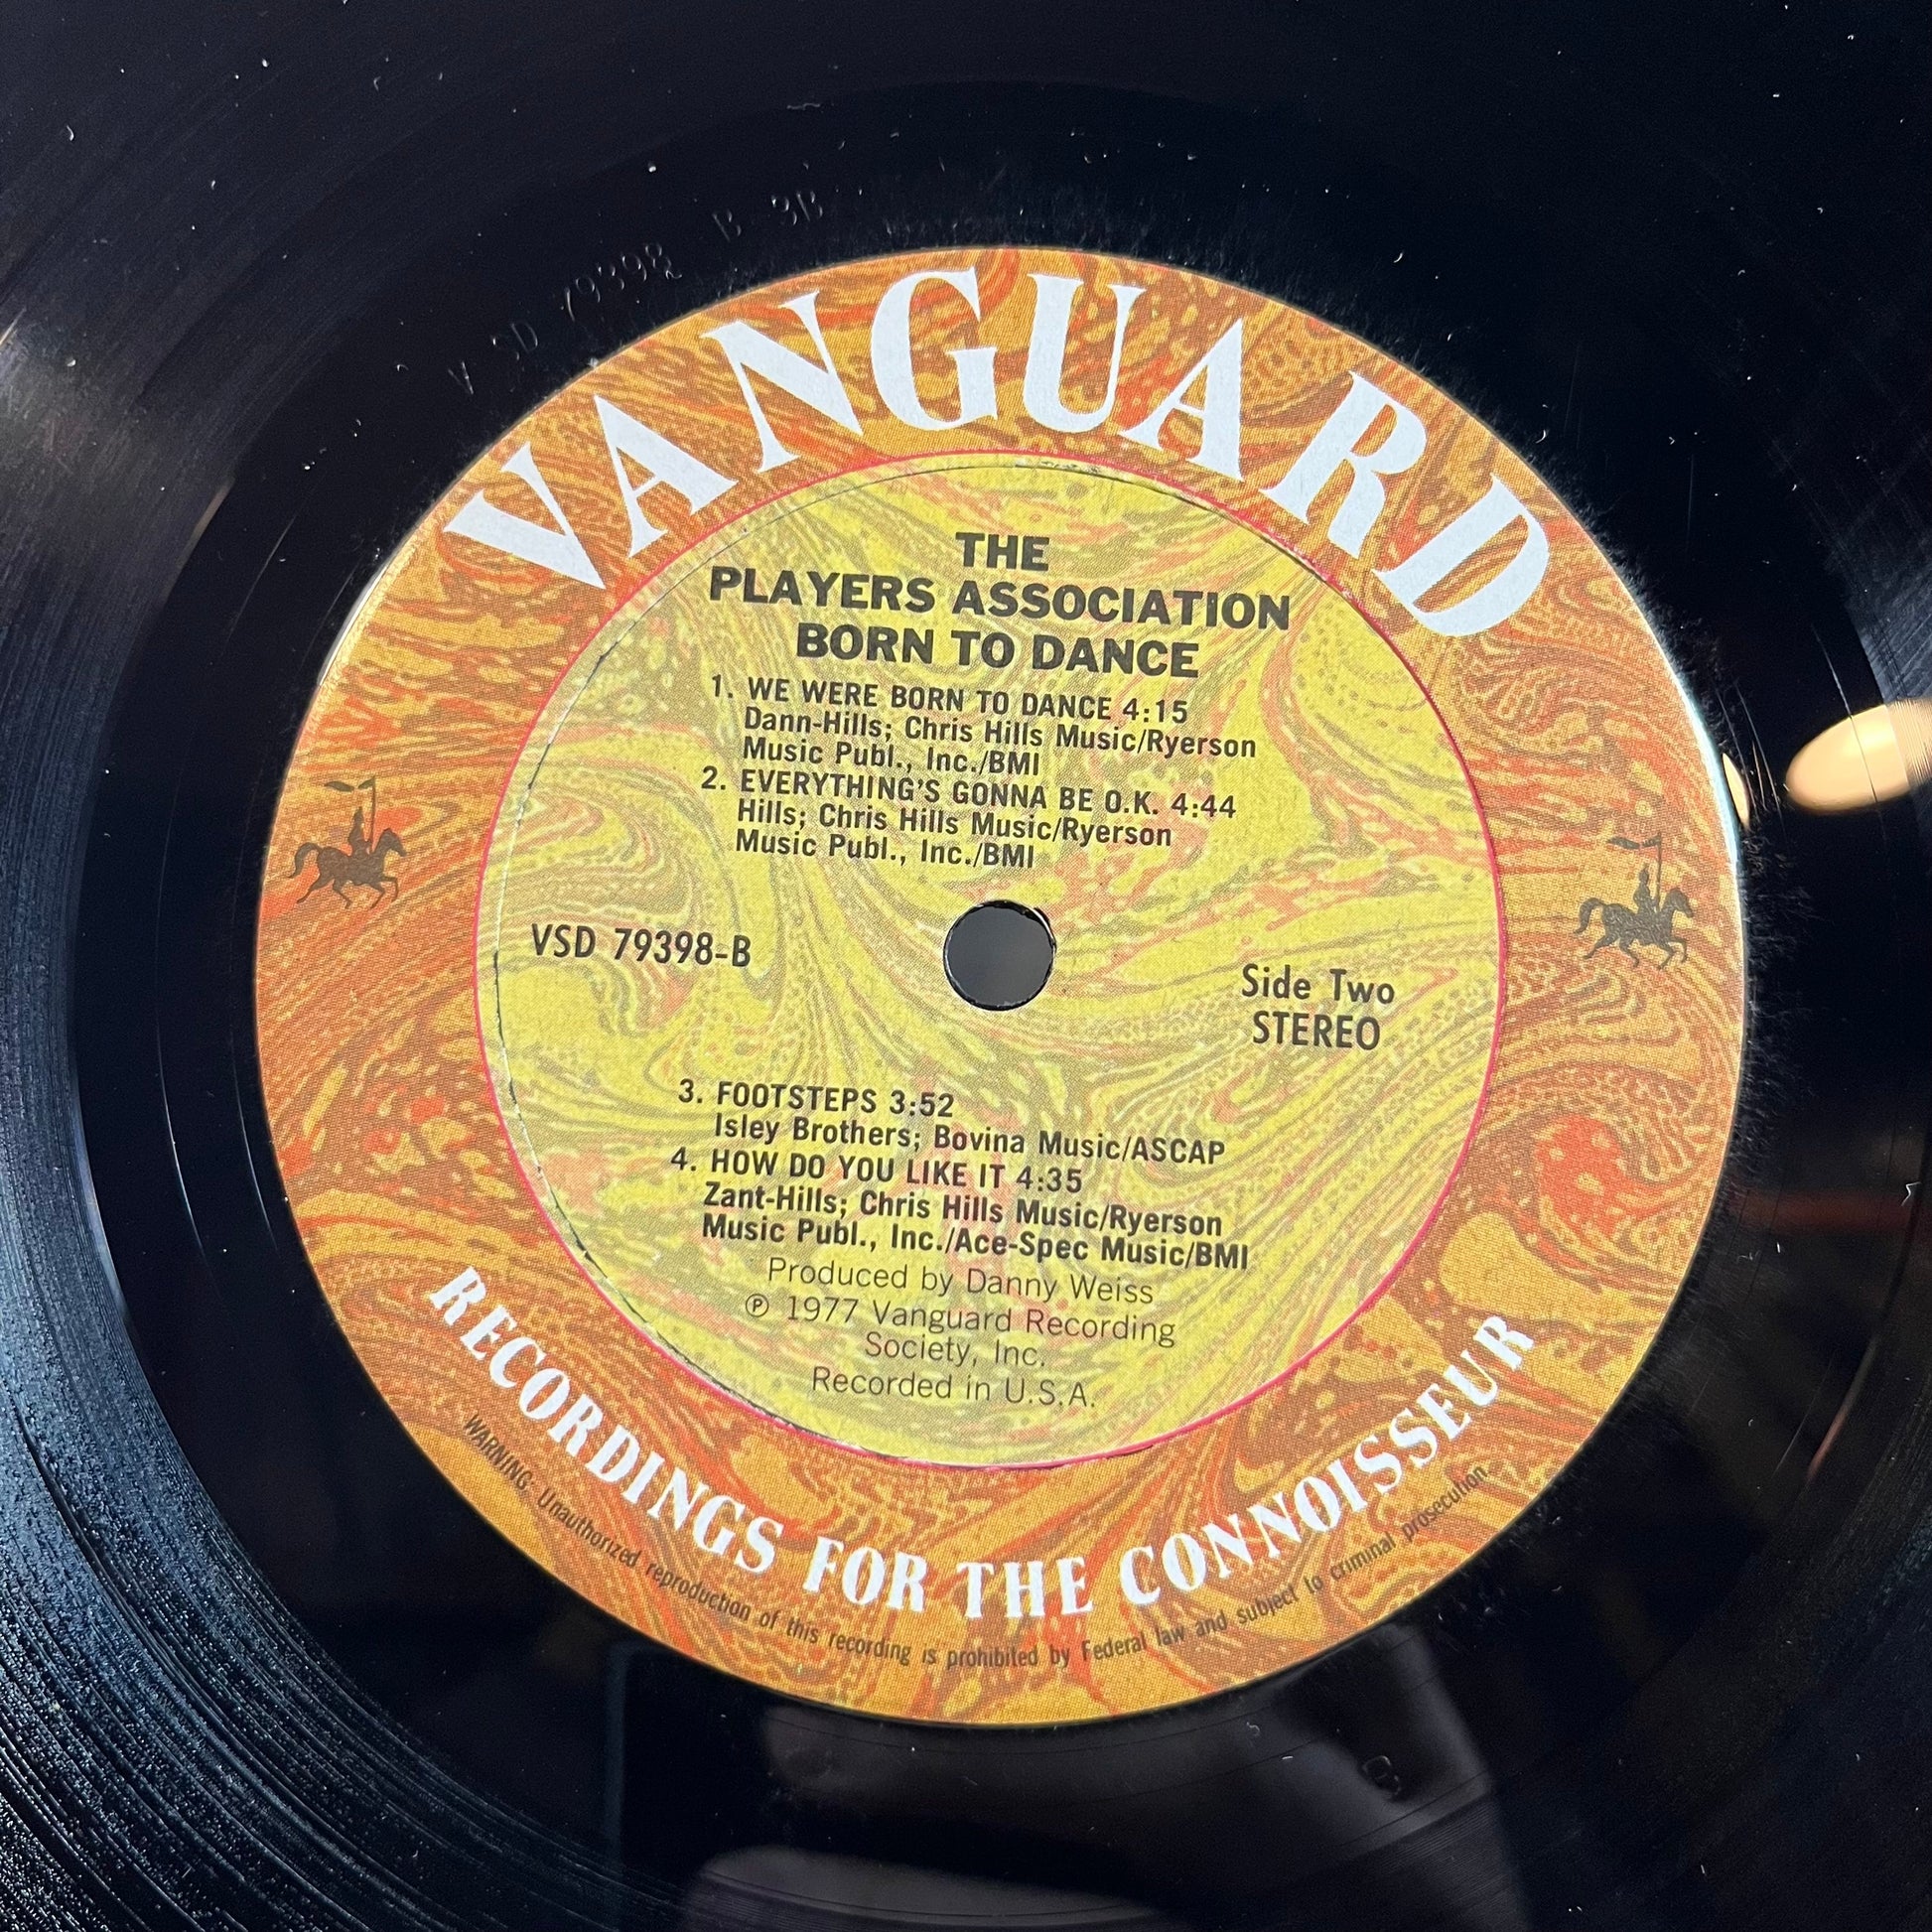 VSD 79398 B-3B
VANGUARD
THE
PLAYERS ASSOCIATION
BORN TO DANCE
1. WE WERE BORN TO DANCE 4:15
Dann-Hills; Chris Hills Music/Ryerson
Music Publ., Inc./BMI
2. EVERYTHING'S GONNA BE O.K. 4:44
Hills; Chris Hills Music/Ryerson
Music Publ., Inc./BMI
VSD 79398-B
Side Two
STEREO
3. FOOTSTEPS 3:52
Isley Brothers; Bovina Music/ASCAP
4. HOW DO YOU LIKE IT 4:35
Zant-Hills; Chris Hills Music/Ryerson
Music Publ., Inc./Ace-Spec Music/BMI
Produced by Danny Weiss
℗ 1977 Vanguard Recording
Society, Inc.
Recorded in U.S.A.
RECORDINGS FOR THE CONNOISSEUR
WARNING: Unauthorized reproduction of this recording is prohibited by Federal law and subject to criminal prosecution.